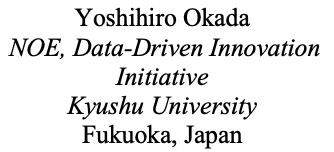 Yoshihiro Okada
NOE, Data-Driven Innovation
Initiative
Kyushu University
Fukuoka, Japan